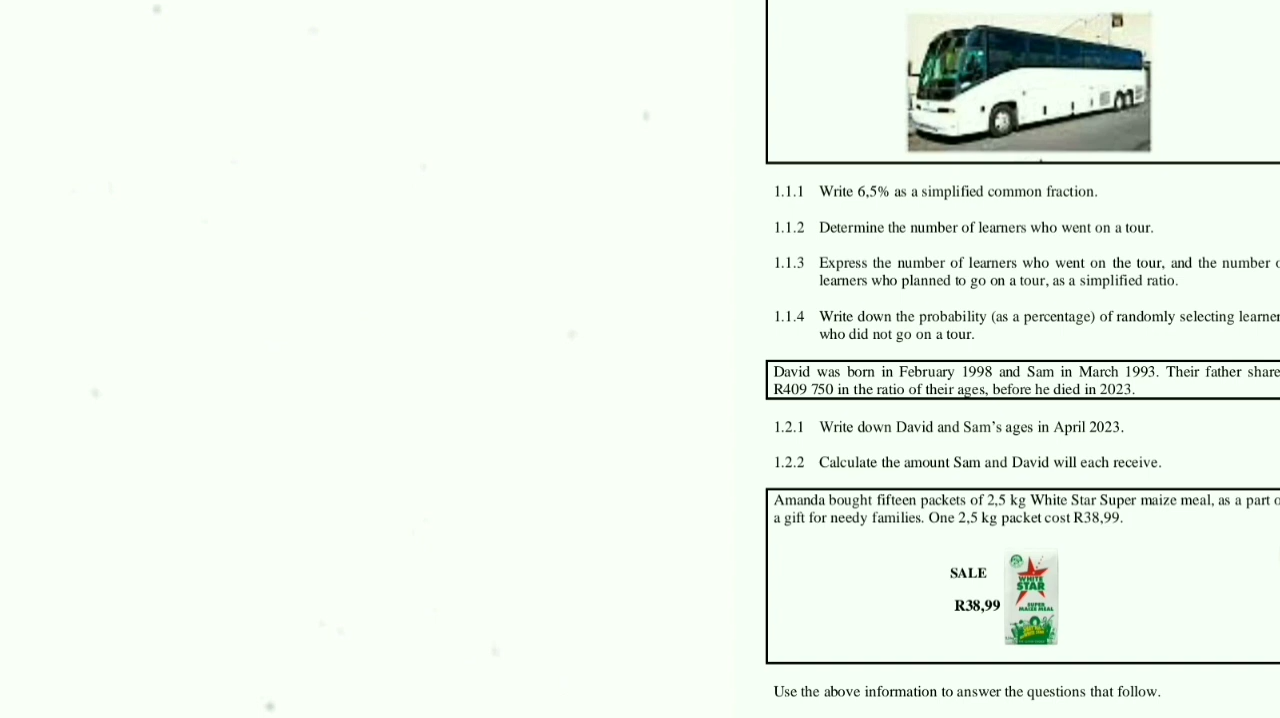 1.1.1 Write 6,5% as a simplified common fraction.
1.1.2 Determine the number of learners who went on a tour.
1.1.3 Express the number of learners who went on the tour, and the number
learners who planned to go on a tour, as a simplified ratio.
1.1.4 Write down the probability (as a percentage) of randomly selecting learner
who did not go on a tour.
David was born in February 1998 and Sam in March 1993. Their father share
R409 750 in the ratio of their ages, before he died in 2023.
1.2.1 Write down David and Sam's ages in April 2023.
1.2.2 Calculate the amount Sam and David will each receive.
Amanda bought fifteen packets of 2,5 kg White Star Super maize meal, as a part
a gift for needy families. One 2,5 kg packet cost R38,99.
SALE
R38,99
WHITE
STAR
SUPER
MAIZE MEAL
Use the above information to answer the questions that follow.